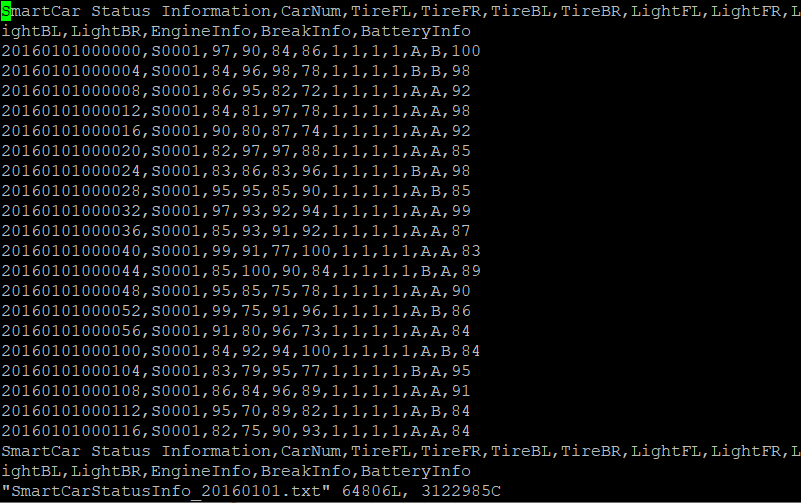 SmartCar Status Information,CarNum,TireFL,TireFR,TireBL,TireBR,LightFL,LightFR,L
ightBL,LightBR,EngineInfo,BreakInfo,BatteryInfo
20160101000000,S0001,97,90,84,86,1,1,1,1,A,B,100
20160101000004,S0001,84,96,98,78,1,1,1,1,B,B,98
20160101000008,S0001,86,95,82,72,1,1,1,1,A,A,92
20160101000012,S0001,84,81,97,78,1,1,1,1,A,A,98
20160101000016,S0001,90,80,87,74,1,1,1,1,A,A,92
20160101000020,S0001,82,97,97,88,1,1,1,1,A,A,85
20160101000024,S0001,83,86,83,96,1,1,1,1,B,A,98
20160101000028,S0001,95,95,85,90,1,1,1,1,A,B,85
20160101000032,S0001,97,93,92,94,1,1,1,1,A,A,99
20160101000036,S0001,85,93,91,92,1,1,1,1,A,A,87
20160101000040,S0001,99,91,77,100,1,1,1,1,A,A,83
20160101000044,S0001,85,100,90,84,1,1,1,1,B,A,89
20160101000048,S0001,95,85,75,78,1,1,1,1,A,A,90
20160101000052,S0001,99,75,91,96,1,1,1,1,A,B,86
20160101000056,S0001,91,80,96,73,1,1,1,1,A,A,84
20160101000100,S0001,84,92,94,100,1,1,1,1,A,B,84
20160101000104,S0001,83,79,95,77,1,1,1,1,B,A,95
20160101000108,S0001,86,84,96,89,1,1,1,1,A,A,91
20160101000112,S0001,95,70,89,82,1,1,1,1,A,B,84
20160101000116,S0001,82,75,90,93,1,1,1,1,A,A,84
SmartCar Status Information,CarNum,TireFL,TireFR,TireBL,TireBR,LightFL,LightFR,L
ightBL,LightBR,EngineInfo,BreakInfo,BatteryInfo
"SmartCarStatusInfo_20160101.txt" 64806L, 3122985C